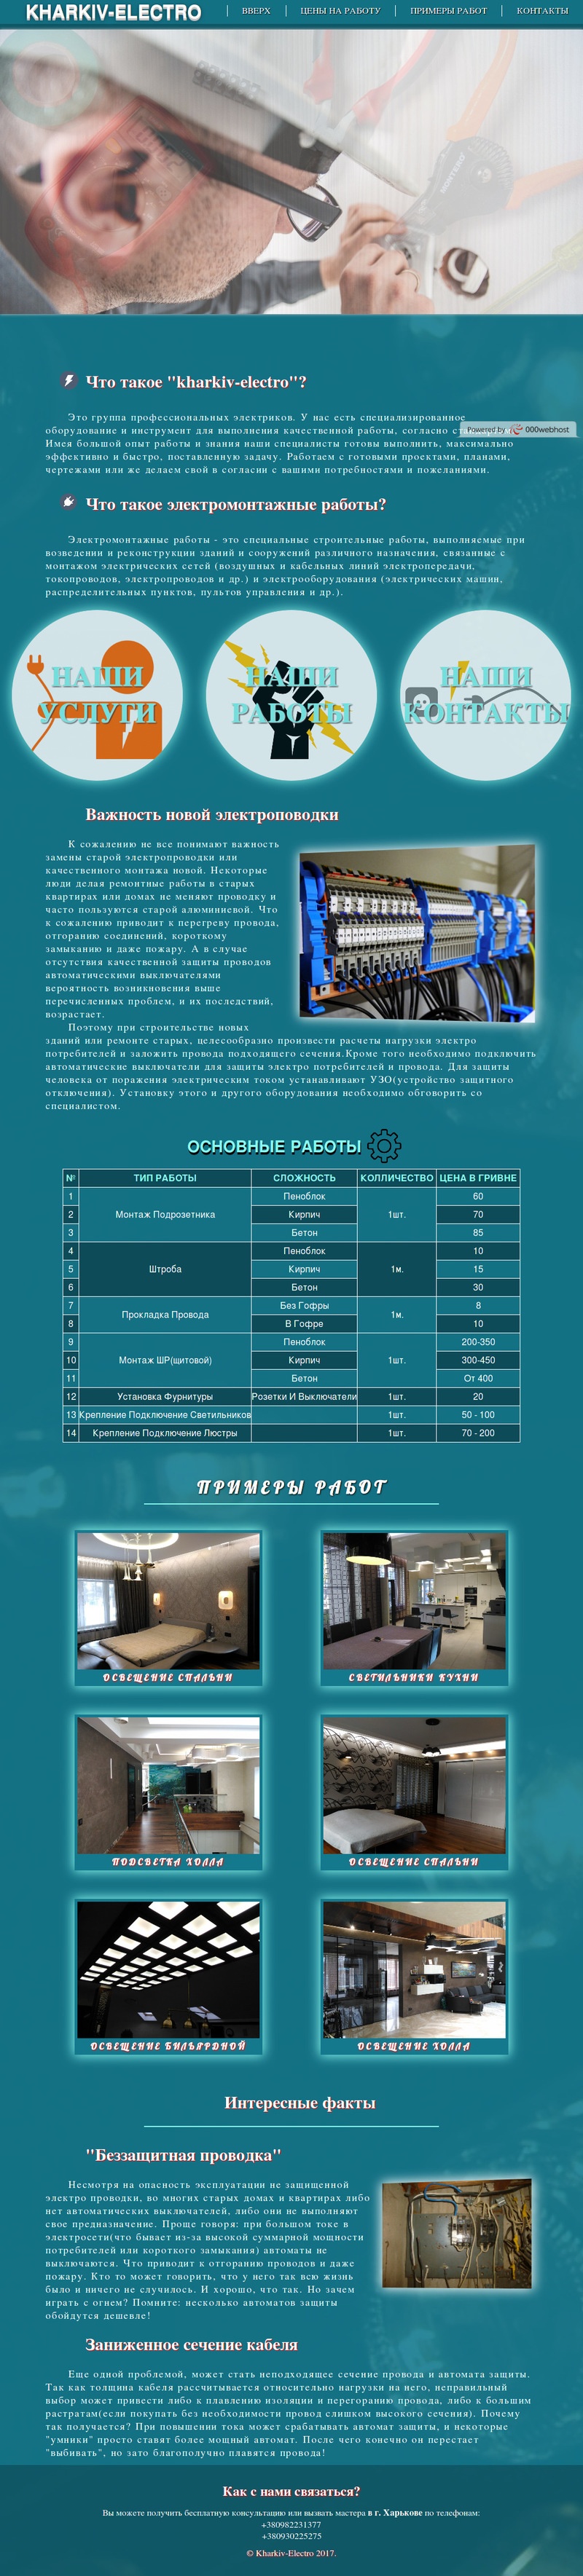 KHARKIV-ELECTRO
ВВЕРХ
ЦЕНЫ НА РАБОТУ
ПРИМЕРЫ РАБОТ
КОНТАКТЫ
MONTERO
Что такое "kharkiv-electro"?
Это группа профессиональных электриков. У нас есть специализированное
оборудование и инструмент для выполнения качественной работы, согласно
Powered by 000webhost
Имея большой опыт работы и знания наши специалисты готовы выполнить, максимально
эффективно и быстро, поставленную задачу. Работаем с готовыми проектами, планами,
чертежами или же делаем свой в согласии с вашими потребностями и пожеланиями.
Что такое электромонтажные работы?
Электромонтажные работы - это специальные строительные работы, выполняемые при
возведении и реконструкции зданий и сооружений различного назначения, связанные с
монтажом электрических сетей (воздушных и кабельных линий электропередачи,
токопроводов, электропроводов и др.) и электрооборудования (электрических машин,
распределительных пунктов, пультов управления и др.).
НАШИ
УСЛУГИ
НАШИ
РАБОТЫ
НАШИ
КОНТАКТЫ
Важность новой электроповодки
К сожалению не все понимают важность
замены старой электропроводки или
качественного монтажа новой. Некоторые
люди делая ремонтные работы в старых
квартирах или домах не меняют проводку и
часто пользуются старой алюминиевой. Что
к сожалению приводит к перегреву провода,
отгоранию соединений, короткому
замыканию и даже пожару. А в случае
отсутствия качественной защиты проводов
автоматическими выключателями
вероятность возникновения выше
перечисленных проблем, и их последствий,
возрастает.
Поэтому при строительстве новых
зданий или ремонте старых, целесообразно произвести расчеты нагрузки электро
потребителей и заложить провода подходящего сечения.Кроме того необходимо подключить
автоматические выключатели для защиты электро потребителей и провода. Для защиты
человека от поражения электрическим током устанавливают УЗО(устройство защитного
отключения). Установку этого и другого оборудования необходимо обговорить со
специалистом.
ОСНОВНЫЕ РАБОТЫ
№ ТИП РАБОТЫ СЛОЖНОСТЬ КОЛЛИЧЕСТВО ЦЕНА В ГРИВНЕ
1 Монтаж Подрозетника Пеноблок 1шт. 60
2 Кирпич 70
3 Бетон 85
4 Штроба Пеноблок 1м. 10
5 Кирпич 15
6 Бетон 30
7 Прокладка Провода Без Гофры 1м. 8
8 В Гофре 10
9 Монтаж ШР(щитовой) Пеноблок 1шт. 200-350
10 Кирпич 300-450
11 Бетон От 400
12 Установка Фурнитуры Розетки И Выключатели 1шт. 20
13 Крепление Подключение Светильников 1шт. 50 - 100
14 Крепление Подключение Люстры 1шт. 70 - 200
ПРИМЕРЫ РАБОТ
ОСВЕЩЕНИЕ СПАЛЬНИ
СВЕТИЛЬНИКИ КУХНИ
ПОДСВЕТКА ХОЛЛА
ОСВЕЩЕНИЕ СПАЛЬНИ
ОСВЕЩЕНИЕ БИЛЬЯРДНОЙ
ОСВЕЩЕНИЕ ХОЛЛА
Интересные факты
"Беззащитная проводка"
Несмотря на опасность эксплуатации не защищенной
электро проводки, во многих старых домах и квартирах либо
нет автоматических выключателей, либо они не выполняют
свое предназначение. Проще говоря: при большом токе в
электросети(что бывает из-за высокой суммарной мощности
потребителей или короткого замыкания) автоматы не
выключаются. Что приводит к отгоранию проводов и даже
пожару. Кто то может говорить, что у него так всю жизнь
было и ничего не случилось. И хорошо, что так. Но зачем
играть с огнем? Помните: несколько автоматов защиты
обойдутся дешевле!
Заниженное сечение кабеля
Еще одной проблемой, может стать неподходящее сечение провода и автомата защиты.
Так как толщина кабеля рассчитывается относительно нагрузки на него, неправильный
выбор может привести либо к плавлению изоляции и перегоранию провода, либо к большим
растратам(если покупать без необходимости провод слишком высокого сечения). Почему
так получается? При повышении тока может срабатывать автомат защиты, и некоторые
"умники" просто ставят более мощный автомат. После чего конечно он перестает
"выбивать", но зато благополучно плавятся провода!
Как с нами связаться?
Вы можете получить бесплатную консультацию или вызвать мастера в г. Харькове по телефонам:
+380982231377
+380930225275
© Kharkiv-Electro 2017.